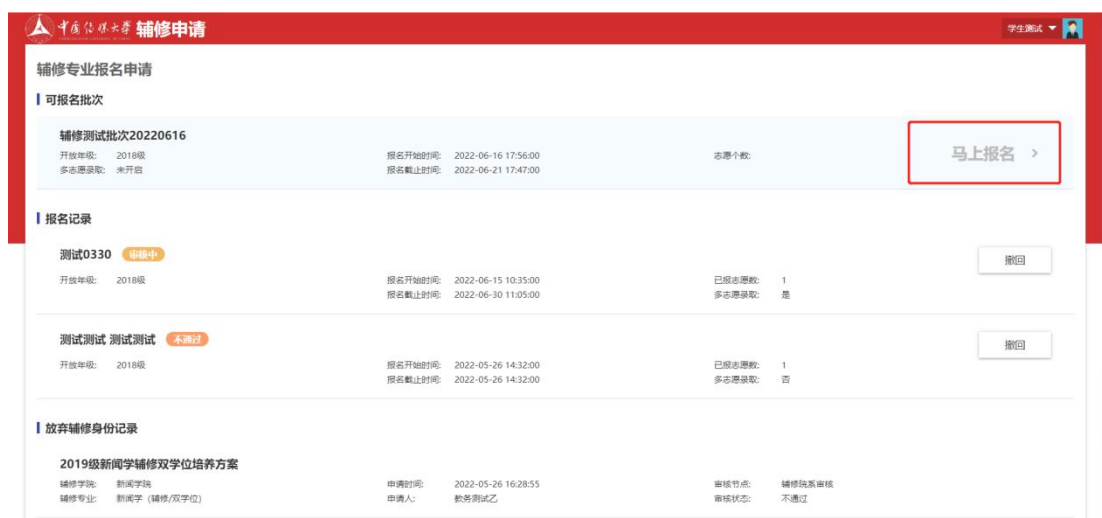 中国传媒大学 辅修申请
学生测试
辅修专业报名申请
可报名批次
辅修测试批次20220616
开放年级: 2018级 报名开始时间: 2022-06-16 17:56:00 志愿个数:
多志愿录取: 未开启 报名截止时间: 2022-06-21 17:47:00
马上报名 >
报名记录
测试0330 审核中
撤回
开放年级: 2018级 报名开始时间: 2022-06-15 10:35:00 已报志愿数: 1
报名截止时间: 2022-06-30 11:05:00 多志愿录取: 是
测试测试 测试测试 不通过
撤回
开放年级: 2018级 报名开始时间: 2022-05-26 14:32:00 已报志愿数: 1
报名截止时间: 2022-05-26 14:32:00 多志愿录取: 否
放弃辅修身份记录
2019级新闻学辅修双学位培养方案
辅修学院: 新闻学院 申请时间: 2022-05-26 16:28:55 审核节点: 辅修院系审核
辅修专业: 新闻学（辅修/双学位） 申请人: 教务测试乙 审核状态: 不通过